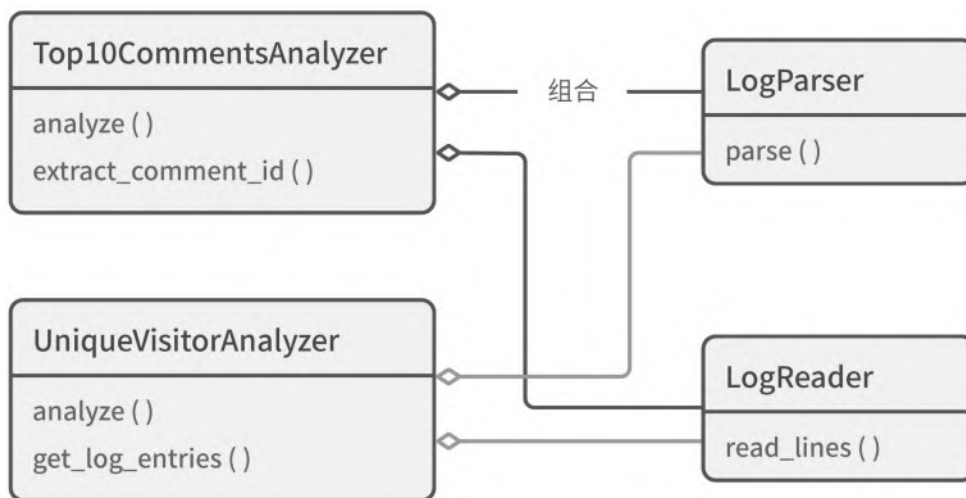 Top10CommentsAnalyzer
analyze ( )
extract_comment_id ( )
组合
LogParser
parse ( )
UniqueVisitorAnalyzer
analyze ( )
get_log_entries ( )
LogReader
read_lines ( )